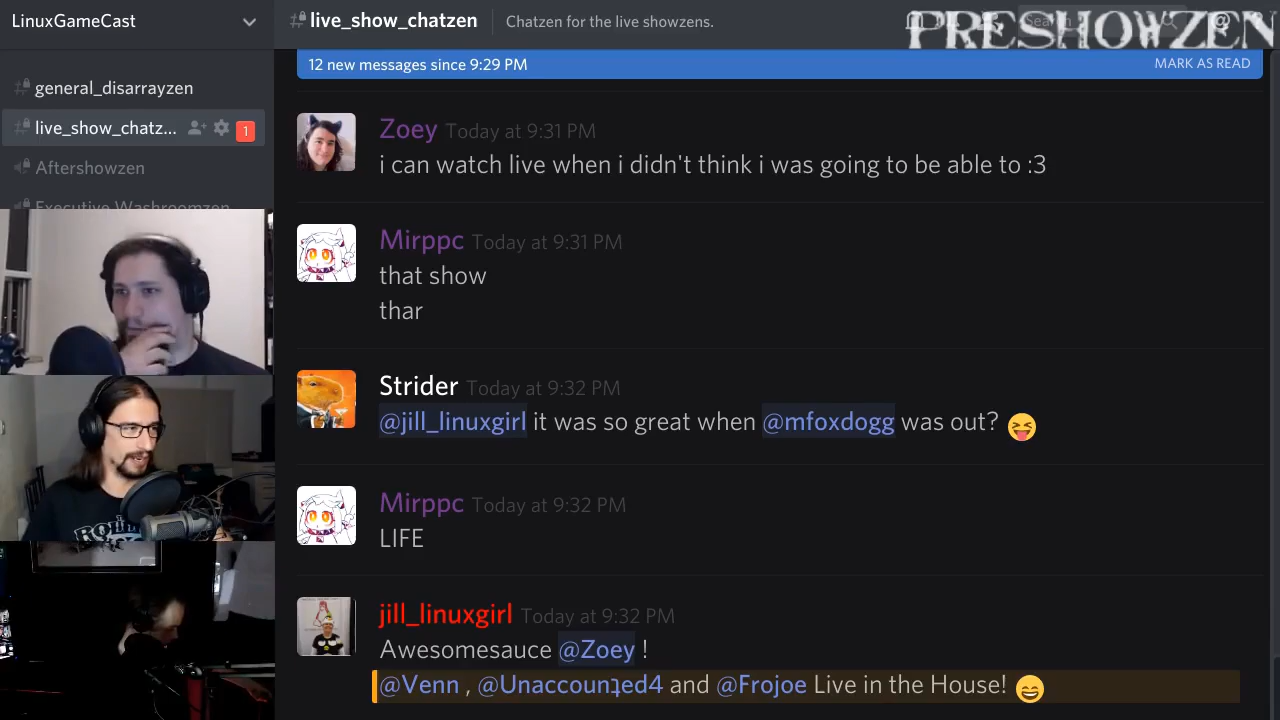 LinuxGameCast
live_show_chatzen
Chatzen for the live showzens.
PRESHOWZEN
general_disarrayzen
live_show_chatz... 1
Aftershowzen
Executive Washroomzen
12 new messages since 9:29 PM
MARK AS READ
Zoey Today at 9:31 PM
i can watch live when i didn't think i was going to be able to :3
Mirppc Today at 9:31 PM
that show
thar
Strider Today at 9:32 PM
@jill_linuxgirl it was so great when @mfoxdogg was out? 😝
Mirppc Today at 9:32 PM
LIFE
jill_linuxgirl Today at 9:32 PM
Awesomesauce @Zoey !
@Venn , @Unaccounʇed4 and @Frojoe Live in the House! 😄